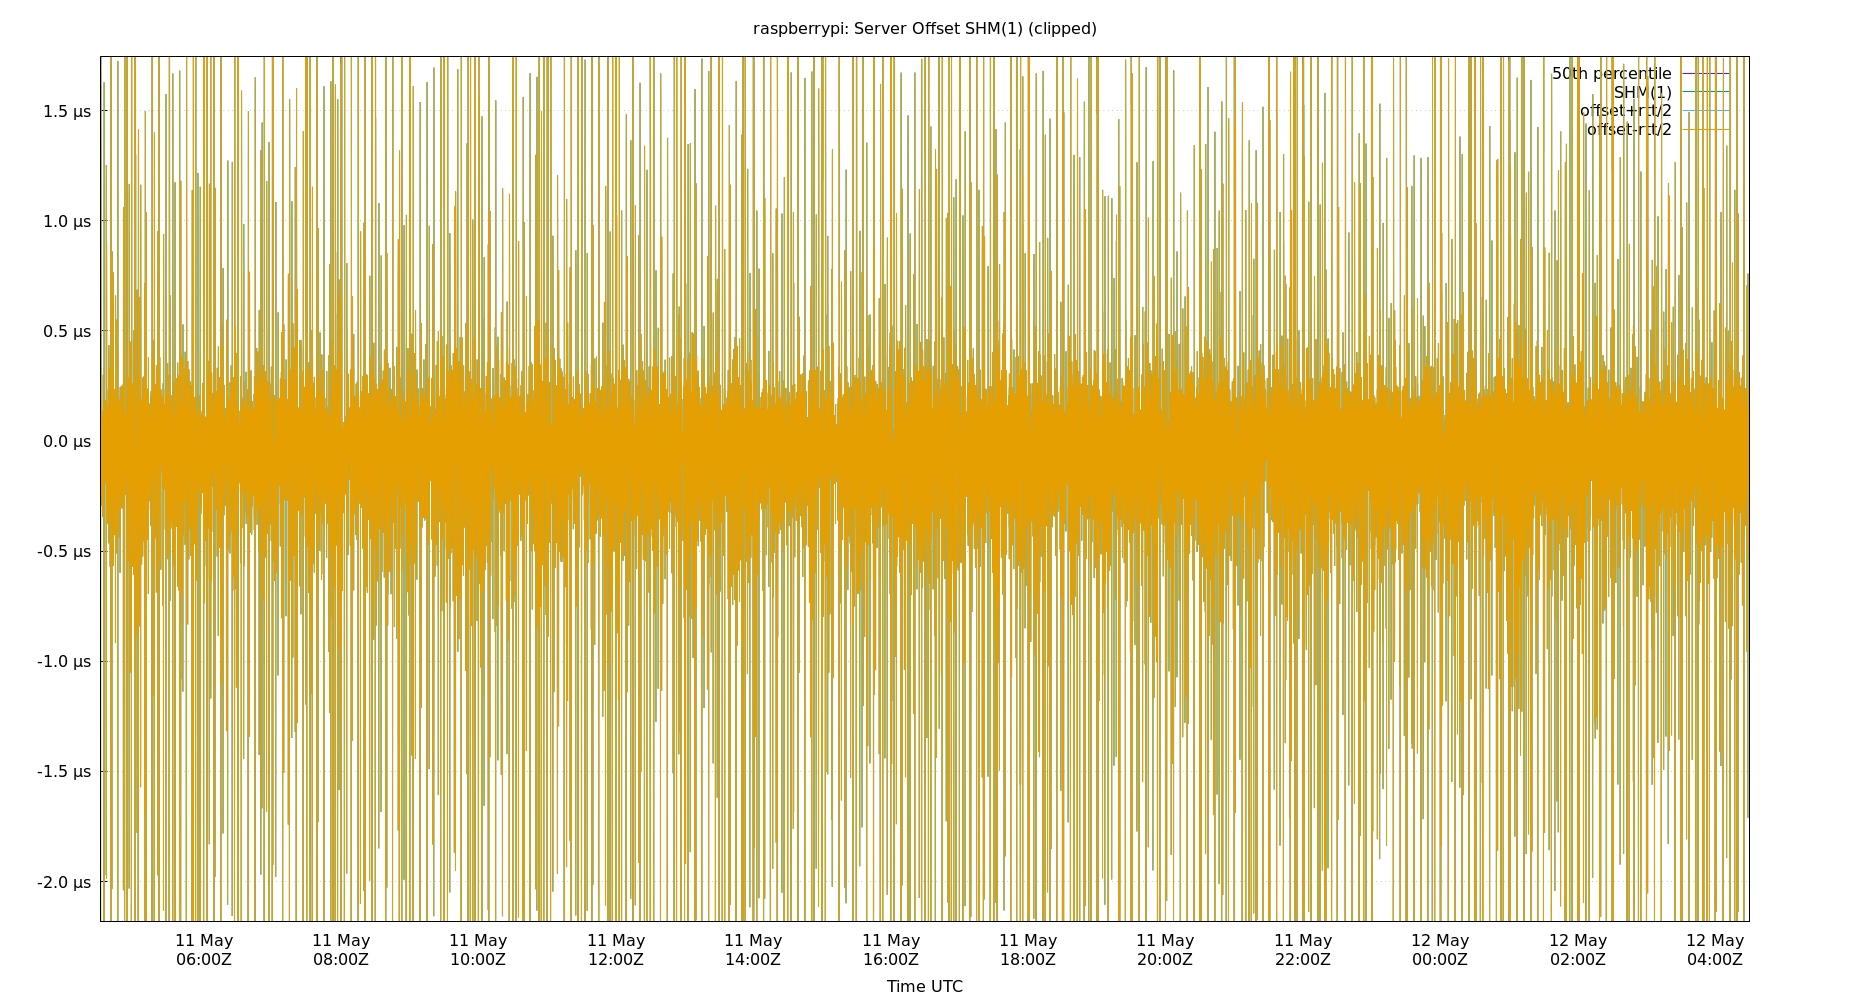 raspberrypi: Server Offset SHM(1) (clipped)
50th percentile
SHM(1)
offset+rtt/2
offset-rtt/2
1.5 µs
1.0 µs
0.5 µs
0.0 µs
-0.5 µs
-1.0 µs
-1.5 µs
-2.0 µs
11 May 11 May 11 May 11 May 11 May 11 May 11 May 11 May 11 May 12 May 12 May 12 May
06:00Z 08:00Z 10:00Z 12:00Z 14:00Z 16:00Z 18:00Z 20:00Z 22:00Z 00:00Z 02:00Z 04:00Z
Time UTC